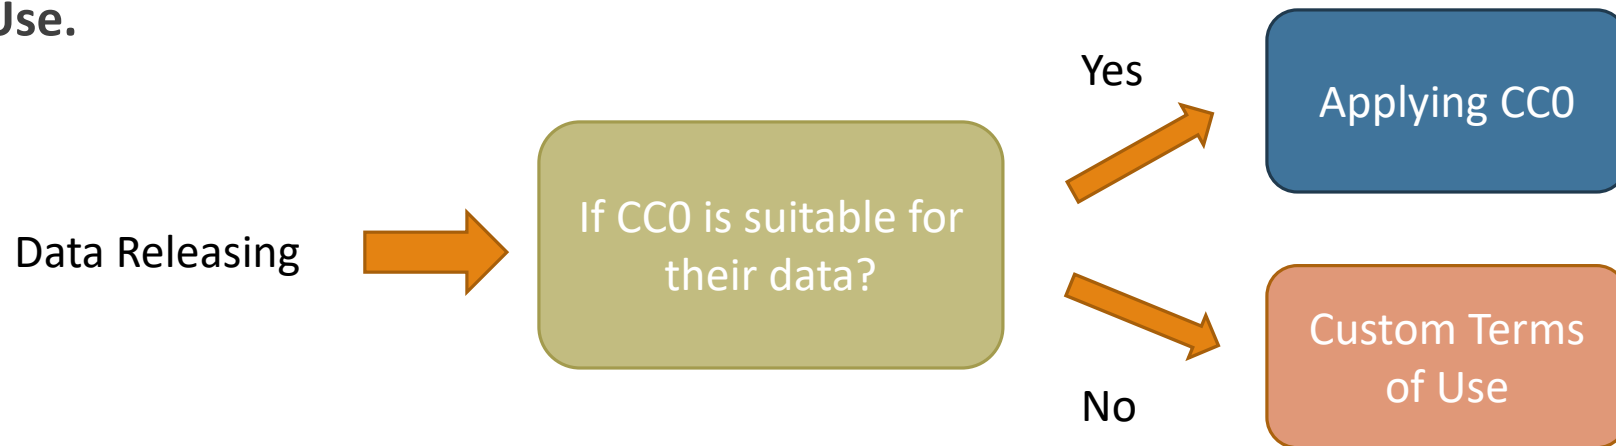 Use.
Yes
Applying CC0
Data Releasing
If CC0 is suitable for
their data?
Custom Terms
of Use
No